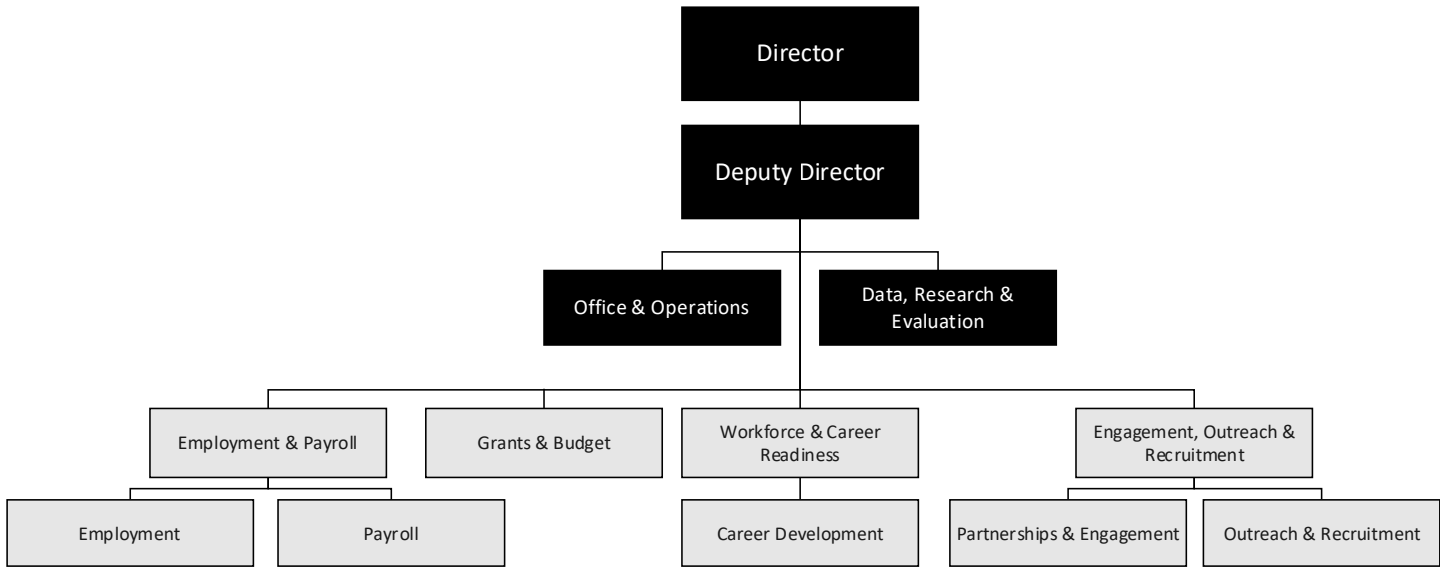 Director
Deputy Director
Office & Operations
Data, Research &
Evaluation
Employment & Payroll
Grants & Budget
Workforce & Career
Readiness
Engagement, Outreach &
Recruitment
Employment
Payroll
Career Development
Partnerships & Engagement
Outreach & Recruitment